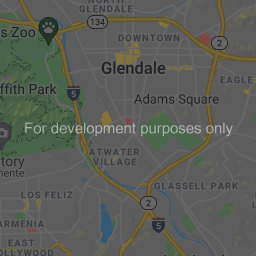 s Zoo
134
NORTH
GLENDALE
DOWNTOWN
2
Glendale
EAGLE
ffith Park
5
Adams Square
For development purposes only
tory
mente
ATWATER
VILLAGE
LOS FELIZ
GLASSELL PARK
2
ARMENIA
5
EAST
OLLYWOOD